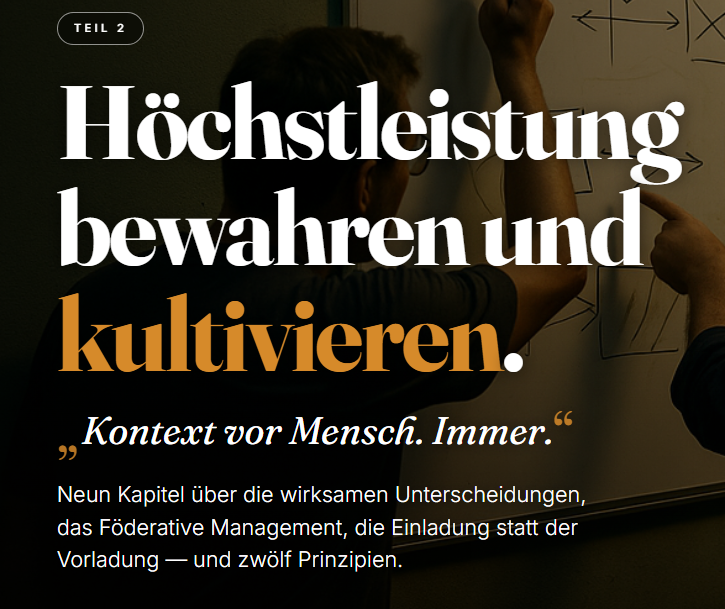 TEIL 2
Höchstleistung
bewahren und
kultivieren.
„Kontext vor Mensch. Immer.“
Neun Kapitel über die wirksamen Unterscheidungen,
das Föderative Management, die Einladung statt der
Vorladung — und zwölf Prinzipien.